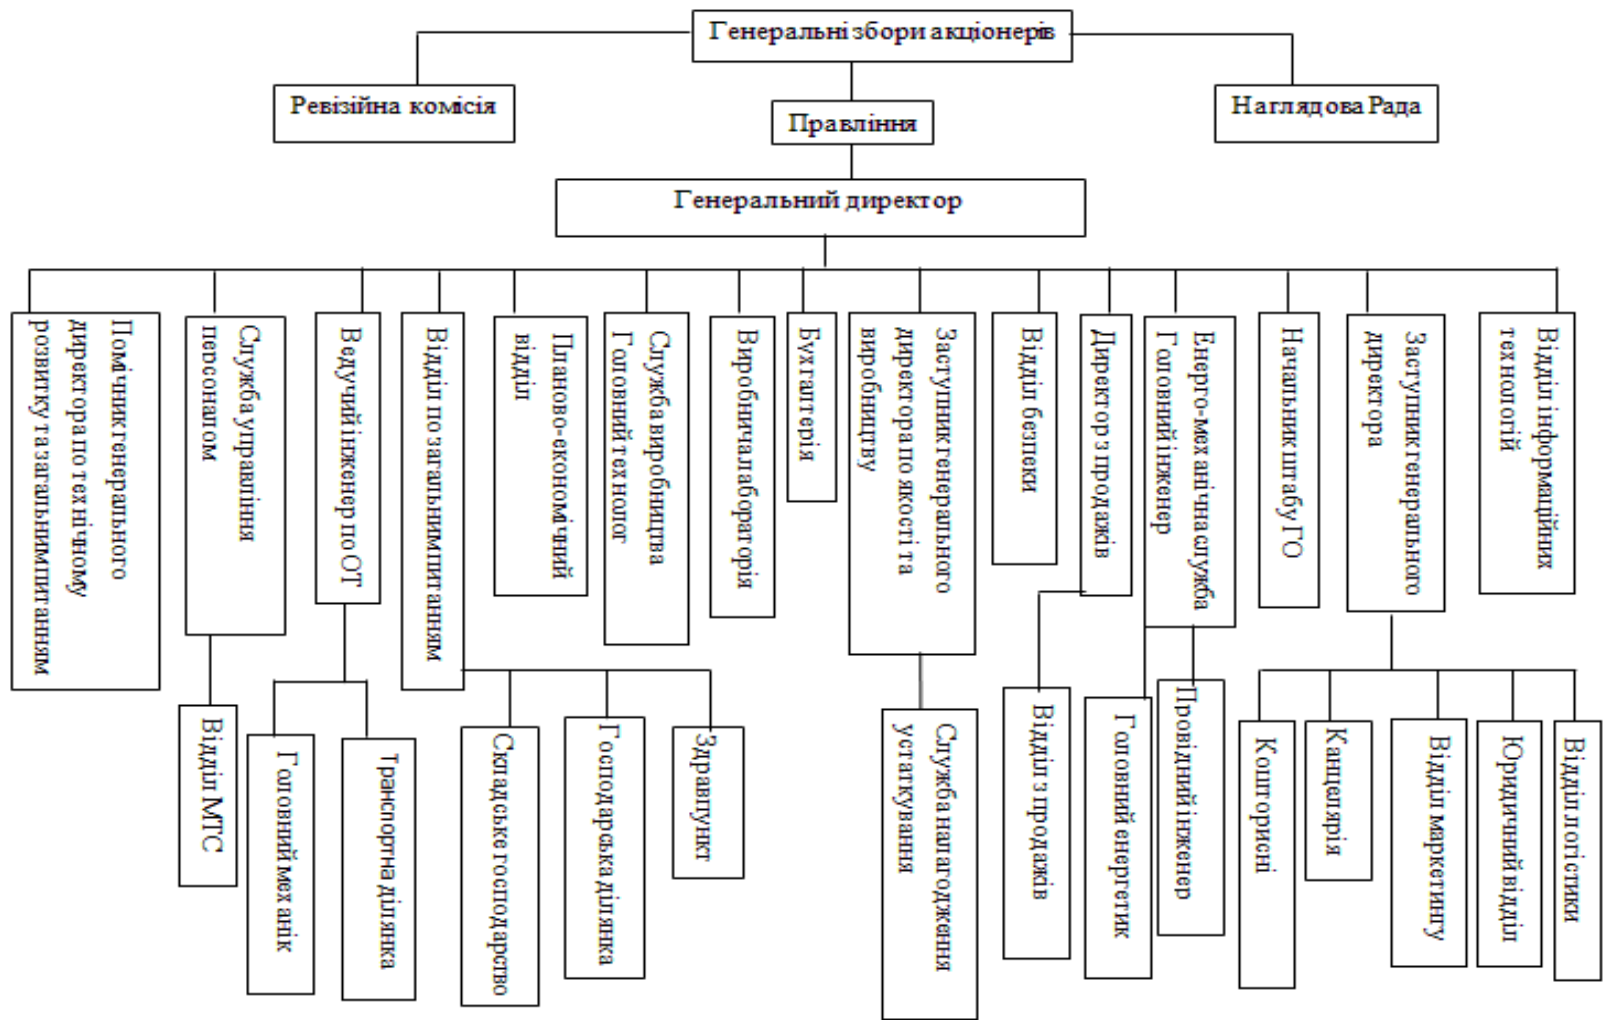 Генеральні збори акціонерів
Ревізійна комісія
Правління
Наглядова Рада
Генеральний директор
Помічник генерального
директора по технічному
розвитку та загальним питанням
Служба управління
персоналом
Ведучий інженер по ОТ
Відділ по загальним питанням
Планово-економічний
відділ
Служба виробництва
Головний технолог
Виробнича лабораторія
Бухгалтерія
Заступник генерального
директора по якості та
виробництву
Відділ безпеки
Директор з продажів
Енерго-механічна служба
Головний інженер
Начальник штабу ГО
Заступник генерального
директора
Відділ інформаційних
технологій
Відділ МТС
Головний механік
Транспортна ділянка
Складське господарство
Господарська ділянка
Здравпункт
Служба налагодження
устаткування
Відділ з продажів
Головний енергетик
Провідний інженер
Кошторисні
Канцелярія
Відділ маркетингу
Юридичний відділ
Відділ логістики